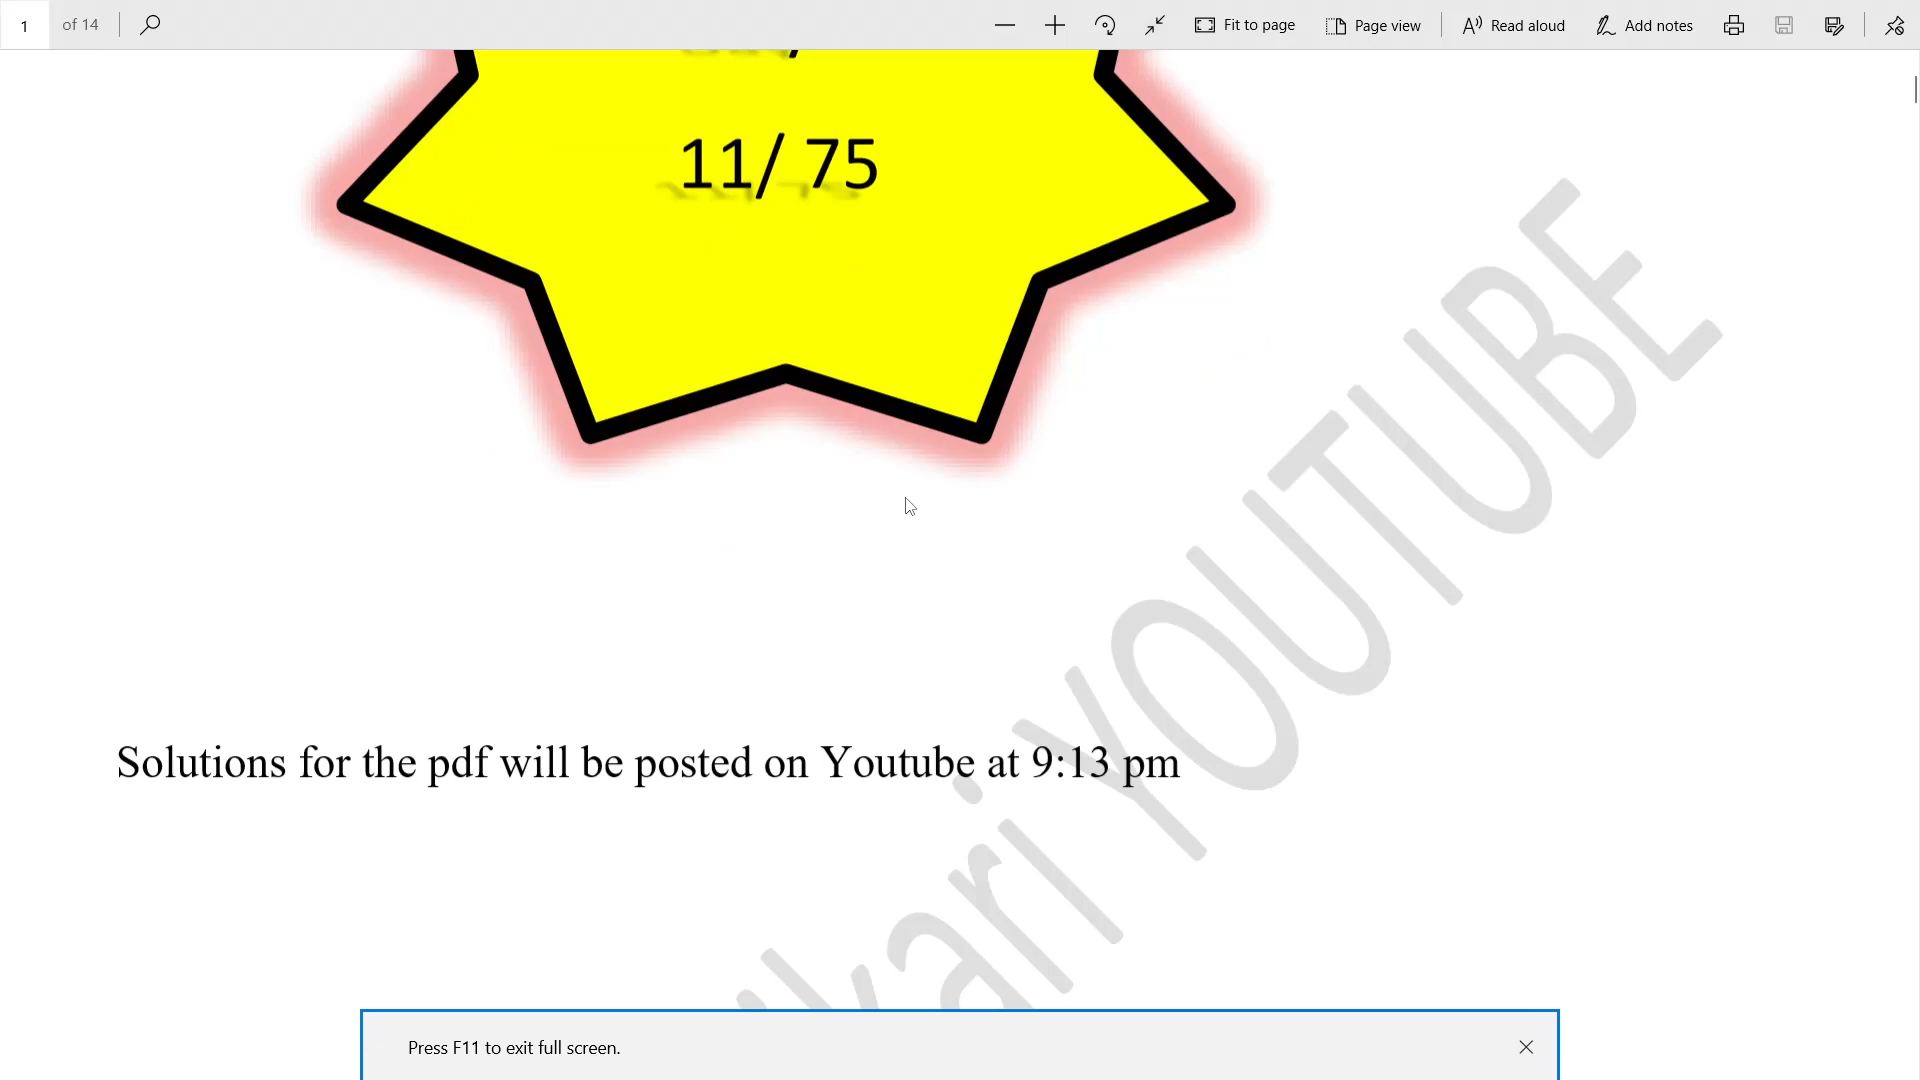 1 of 14 Fit to page Page view Read aloud Add notes
11/ 75
YOUTUBE
Solutions for the pdf will be posted on Youtube at 9:13 pm
Press F11 to exit full screen.